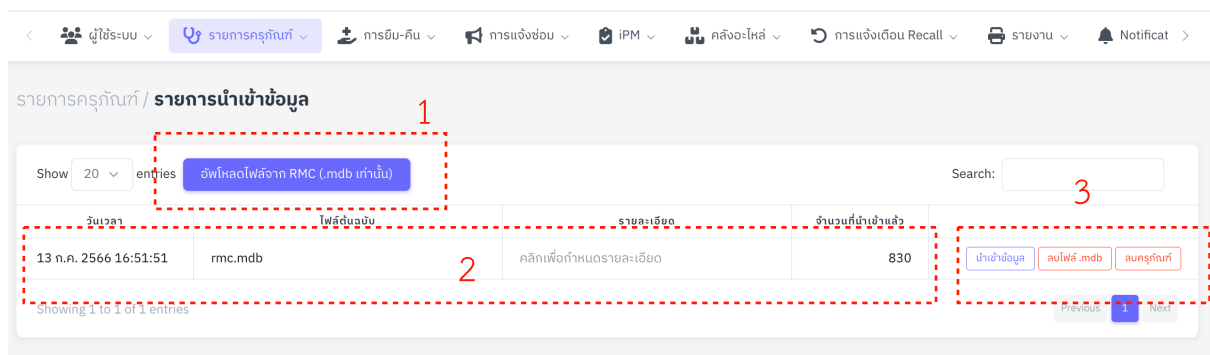 ผู้ใช้ระบบ รายการครุภัณฑ์ การยืม-คืน การแจ้งซ่อม iPM คลังอะไหล่ การแจ้งเตือน Recall รายงาน Notificat
รายการครุภัณฑ์ / รายการนำเข้าข้อมูล
1
Show 20 entries อัพโหลดไฟล์จาก RMC (.mdb เท่านั้น) Search:
3
วันเวลา ไฟล์ต้นฉบับ รายละเอียด จำนวนที่นำเข้าแล้ว
13 ก.ค. 2566 16:51:51 rmc.mdb คลิกเพื่อกำหนดรายละเอียด 830 นำเข้าข้อมูล ลบไฟล์ .mdb ลบครุภัณฑ์
2
Showing 1 to 1 of 1 entries Previous 1 Next